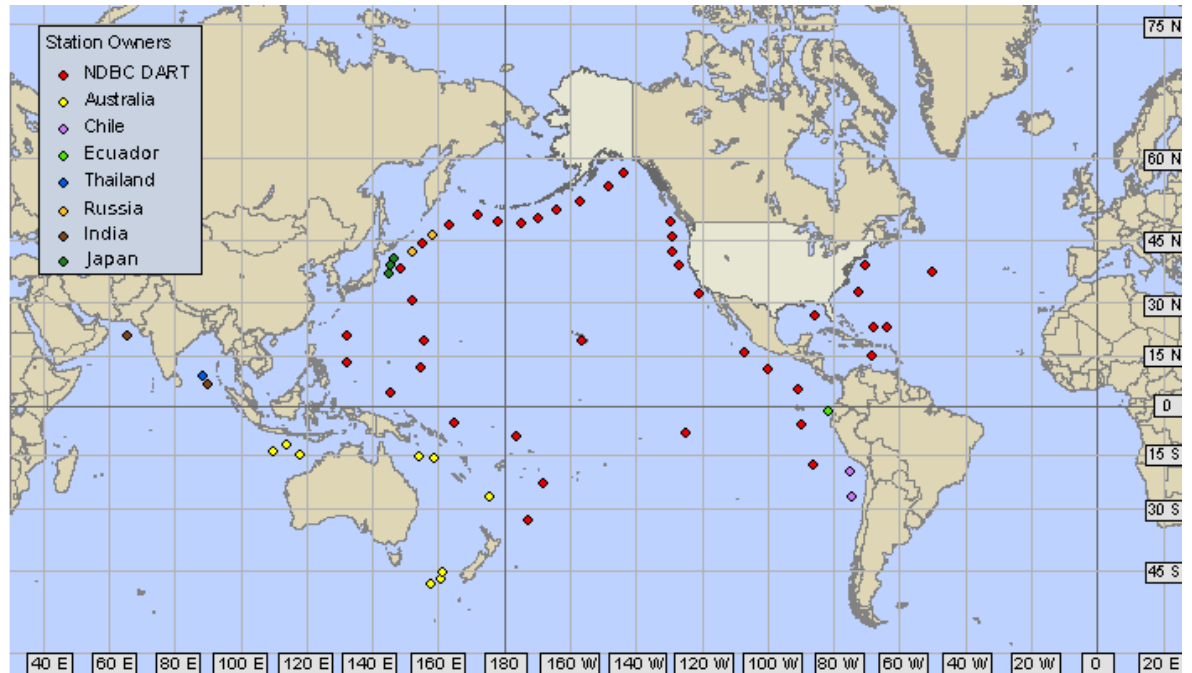 Station Owners
NDBC DART
Australia
Chile
Ecuador
Thailand
Russia
India
Japan
75 N
60 N
45 N
30 N
15 N
0
15 S
30 S
45 S
40 E 60 E 80 E 100 E 120 E 140 E 160 E 180 160 W 140 W 120 W 100 W 80 W 60 W 40 W 20 W 0 20 E